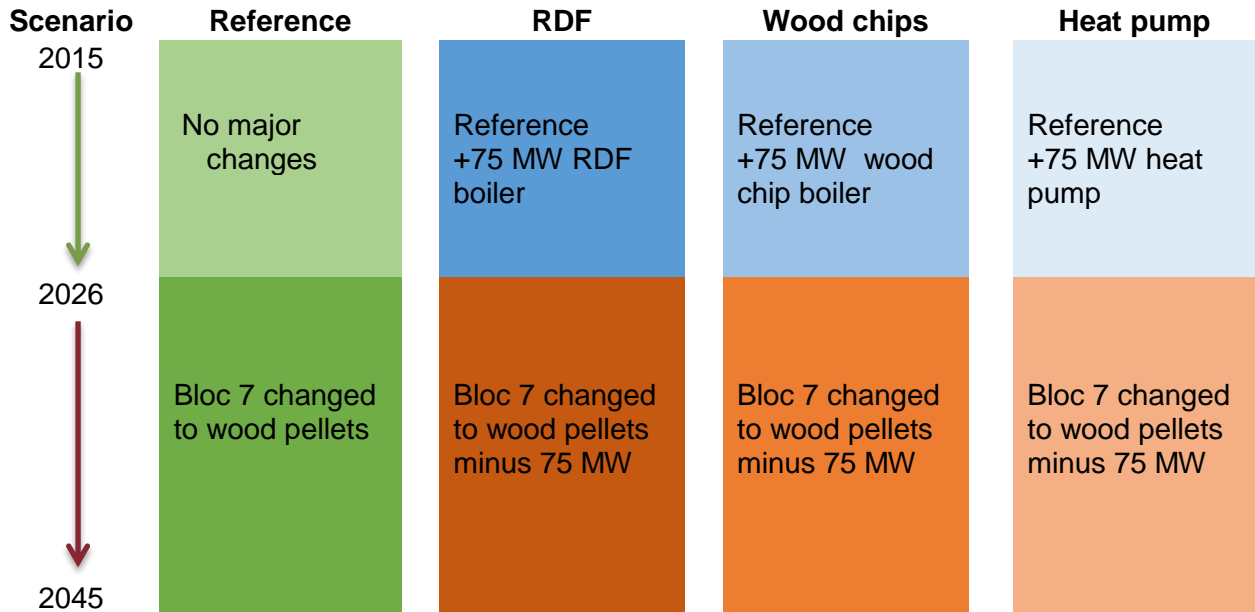 Scenario
Reference
RDF
Wood chips
Heat pump
2015
No major
changes
Reference
+75 MW RDF
boiler
Reference
+75 MW wood
chip boiler
Reference
+75 MW heat
pump
2026
Bloc 7 changed
to wood pellets
Bloc 7 changed
to wood pellets
minus 75 MW
Bloc 7 changed
to wood pellets
minus 75 MW
Bloc 7 changed
to wood pellets
minus 75 MW
2045